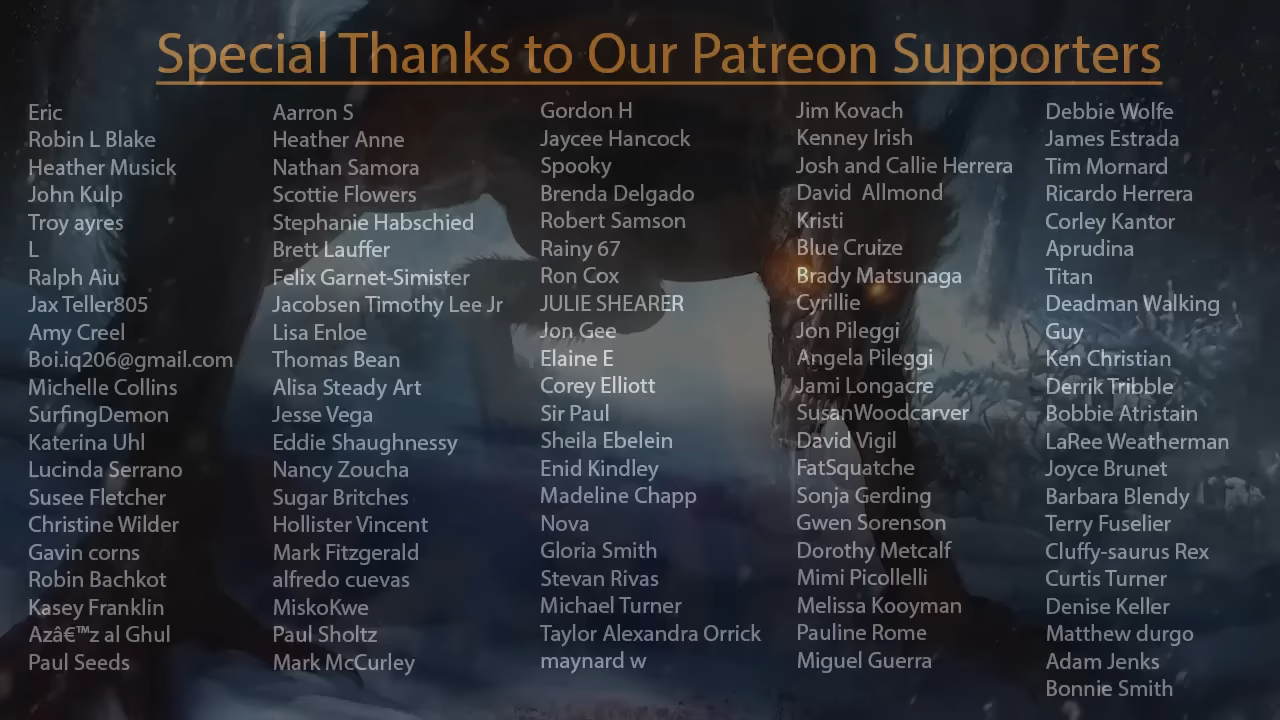 Special Thanks to Our Patreon Supporters
Eric
Robin L Blake
Heather Musick
John Kulp
Troy ayres
L
Ralph Aiu
Jax Teller805
Amy Creel
Boi.iq206@gmail.com
Michelle Collins
SurfingDemon
Katerina Uhl
Lucinda Serrano
Susee Fletcher
Christine Wilder
Gavin corns
Robin Bachkot
Kasey Franklin
Azâ€™z al Ghul
Paul Seeds
Aarron S
Heather Anne
Nathan Samora
Scottie Flowers
Stephanie Habschied
Brett Lauffer
Felix Garnet-Simister
Jacobsen Timothy Lee Jr
Lisa Enloe
Thomas Bean
Alisa Steady Art
Jesse Vega
Eddie Shaughnessy
Nancy Zoucha
Sugar Britches
Hollister Vincent
Mark Fitzgerald
alfredo cuevas
MiskoKwe
Paul Sholtz
Mark McCurley
Gordon H
Jaycee Hancock
Spooky
Brenda Delgado
Robert Samson
Rainy 67
Ron Cox
JULIE SHEARER
Jon Gee
Elaine E
Corey Elliott
Sir Paul
Sheila Ebelein
Enid Kindley
Madeline Chapp
Nova
Gloria Smith
Stevan Rivas
Michael Turner
Taylor Alexandra Orrick
maynard w
Jim Kovach
Kenney Irish
Josh and Callie Herrera
David  Allmond
Kristi
Blue Cruize
Brady Matsunaga
Cyrillie
Jon Pileggi
Angela Pileggi
Jami Longacre
SusanWoodcarver
David Vigil
FatSquatche
Sonja Gerding
Gwen Sorenson
Dorothy Metcalf
Mimi Picollelli
Melissa Kooyman
Pauline Rome
Miguel Guerra
Debbie Wolfe
James Estrada
Tim Mornard
Ricardo Herrera
Corley Kantor
Aprudina
Titan
Deadman Walking
Guy
Ken Christian
Derrik Tribble
Bobbie Atristain
LaRee Weatherman
Joyce Brunet
Barbara Blendy
Terry Fuselier
Cluffy-saurus Rex
Curtis Turner
Denise Keller
Matthew durgo
Adam Jenks
Bonnie Smith